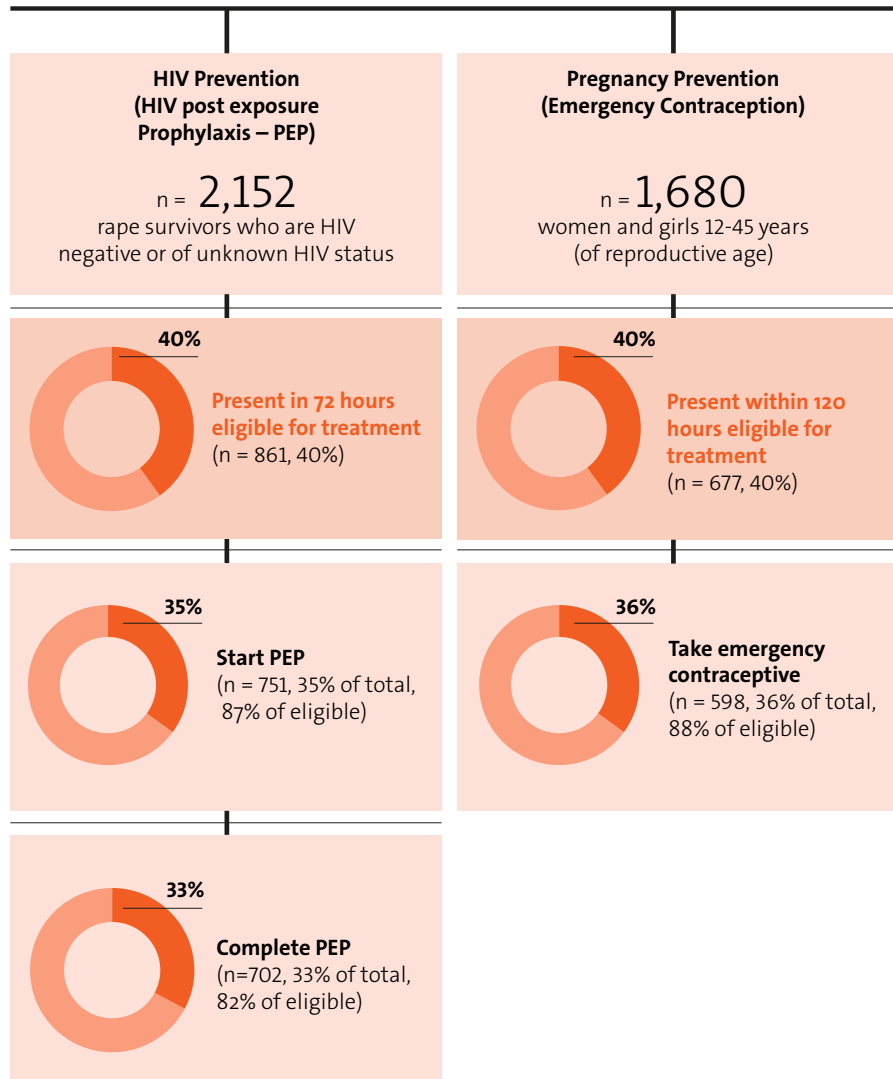 HIV Prevention
(HIV post exposure
Prophylaxis – PEP)
n = 2,152
rape survivors who are HIV
negative or of unknown HIV status
40%
Present in 72 hours
eligible for treatment
(n = 861, 40%)
35%
Start PEP
(n = 751, 35% of total,
87% of eligible)
33%
Complete PEP
(n=702, 33% of total,
82% of eligible)
Pregnancy Prevention
(Emergency Contraception)
n = 1,680
women and girls 12-45 years
(of reproductive age)
40%
Present within 120
hours eligible for
treatment
(n = 677, 40%)
36%
Take emergency
contraceptive
(n = 598, 36% of total,
88% of eligible)